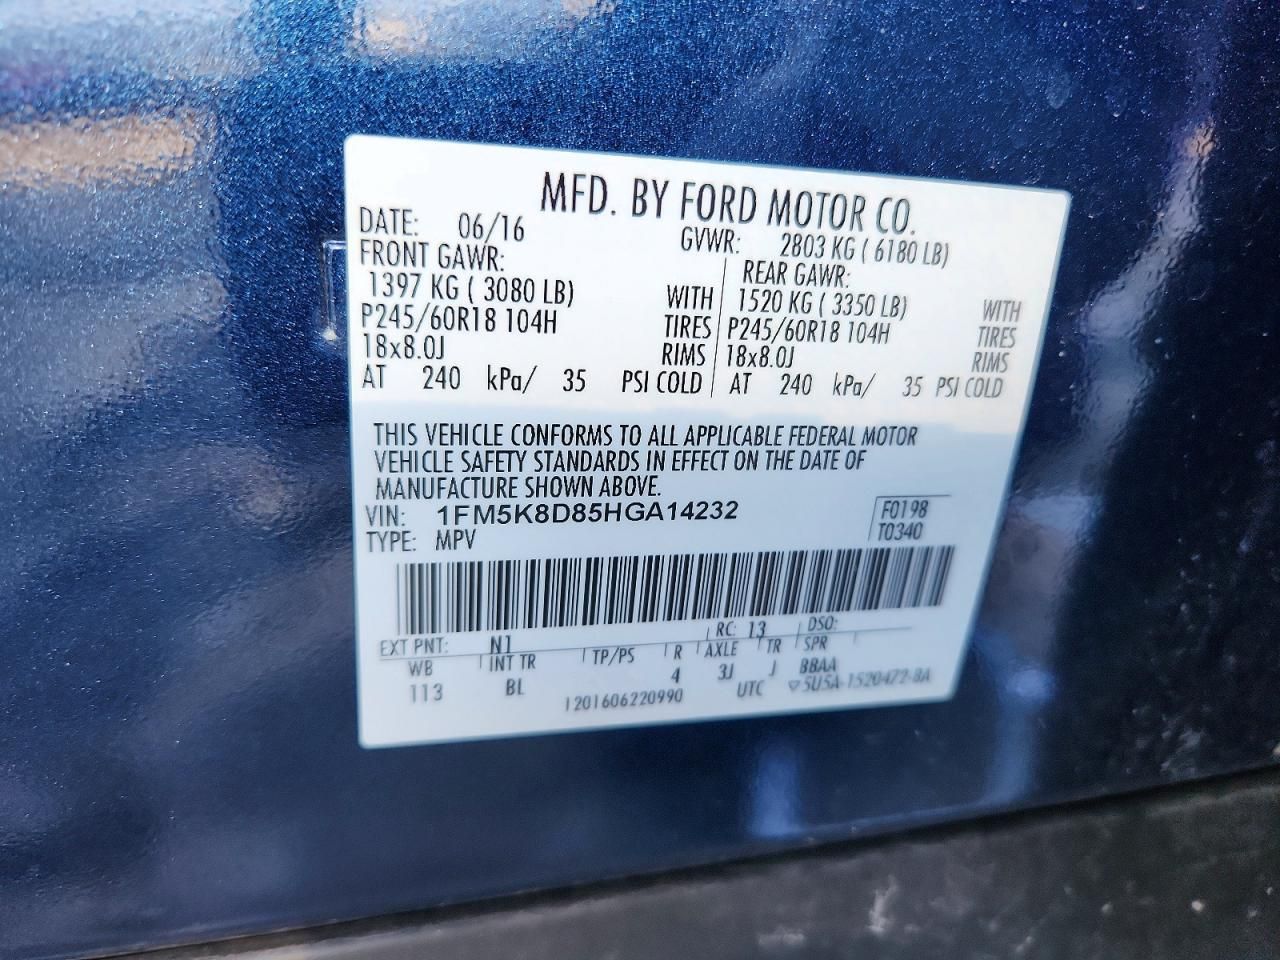 MFD. BY FORD MOTOR CO.
DATE: 06/16 GVWR: 2803 KG ( 6180 LB)
FRONT GAWR: REAR GAWR:
1397 KG ( 3080 LB) WITH 1520 KG ( 3350 LB) WITH
P245/60R18 104H TIRES P245/60R18 104H TIRES
18x8.0J RIMS 18x8.0J RIMS
AT 240 kPa/ 35 PSI COLD AT 240 kPa/ 35 PSI COLD
THIS VEHICLE CONFORMS TO ALL APPLICABLE FEDERAL MOTOR
VEHICLE SAFETY STANDARDS IN EFFECT ON THE DATE OF
MANUFACTURE SHOWN ABOVE.
VIN: 1FM5K8D85HGA14232 F0198
TYPE: MPV T0340
EXT PNT: N1 RC: 13 DSO:
WB INT TR TP/PS R AXLE TR SPR
113 BL 4 3J J BBAA
1201606220990 UTC ▽5U5A-1520472-BA